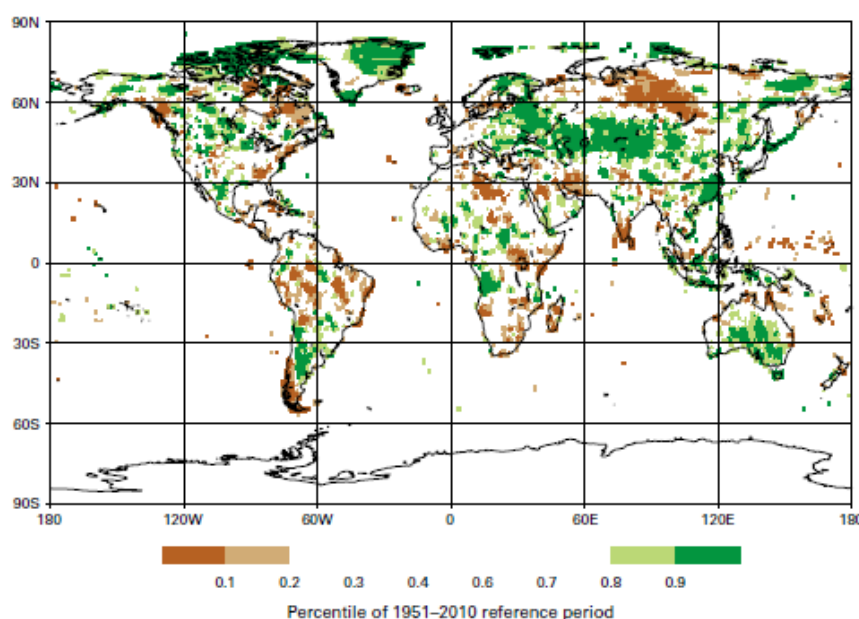 90N
60N
30N
0
30S
60S
90S
180 120W 60W 0 60E 120E 180
0.1 0.2 0.3 0.4 0.6 0.7 0.8 0.9
Percentile of 1951–2010 reference period